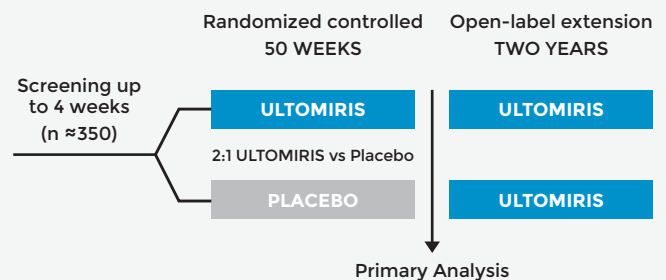 Randomized controlled
50 WEEKS
Open-label extension
TWO YEARS
Screening up
to 4 weeks
(n ≈350)
ULTOMIRIS
ULTOMIRIS
2:1 ULTOMIRIS vs Placebo
PLACEBO
ULTOMIRIS
Primary Analysis